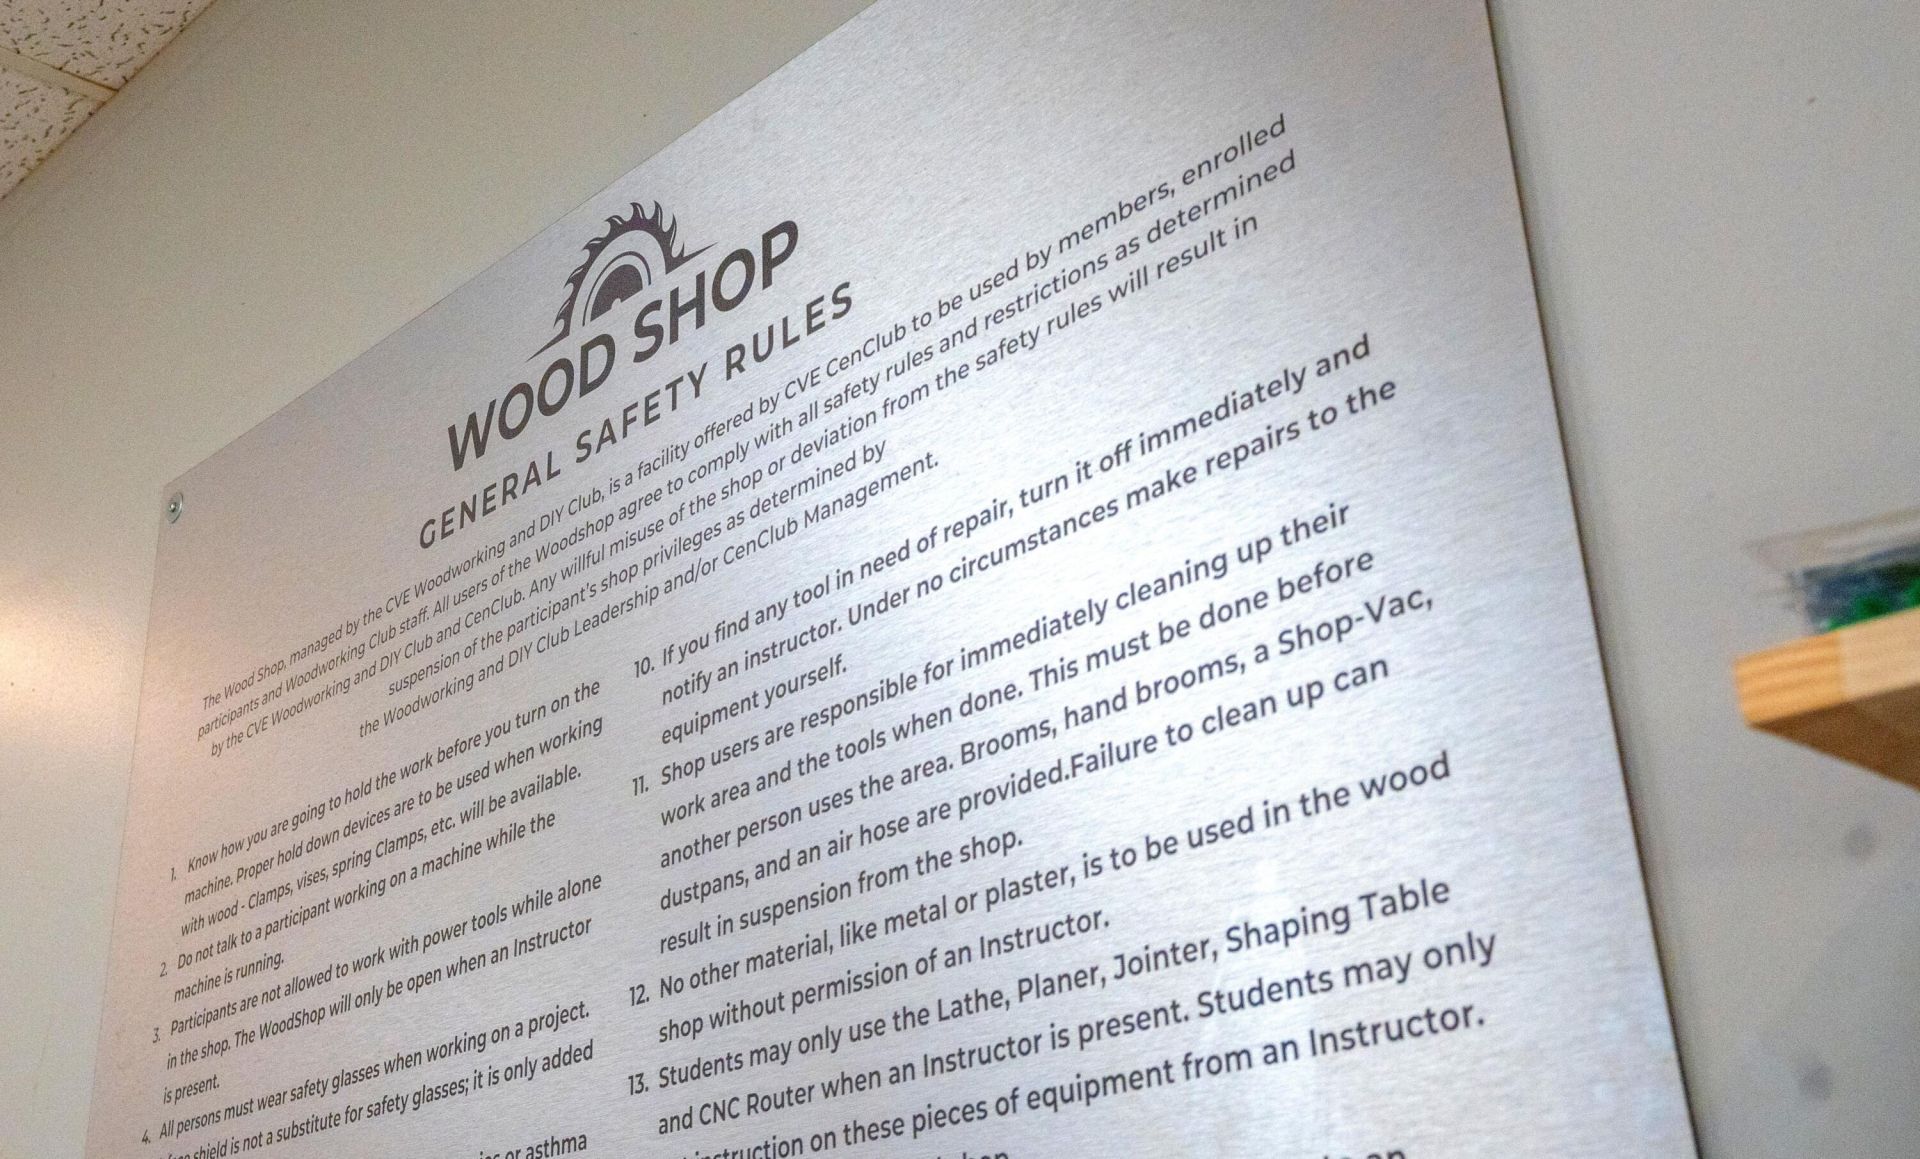 WOOD SHOP
GENERAL SAFETY RULES
The Wood Shop, managed by the CVE Woodworking and DIY Club, is a facility offered by CVE CenClub to be used by members, enrolled
participants and Woodworking Club staff. All users of the Woodshop agree to comply with all safety rules and restrictions as determined
by the CVE Woodworking and DIY Club and CenClub. Any willful misuse of the shop or deviation from the safety rules will result in
suspension of the participant's shop privileges as determined by
the Woodworking and DIY Club Leadership and/or CenClub Management.
1. Know how you are going to hold the work before you turn on the
machine. Proper hold down devices are to be used when working
with wood - Clamps, vises, spring Clamps, etc. will be available.
2. Do not talk to a participant working on a machine while the
machine is running.
3. Participants are not allowed to work with power tools while alone
in the shop. The WoodShop will only be open when an Instructor
is present.
4. All persons must wear safety glasses when working on a project.
shield is not a substitute for safety glasses; it is only added
or asthma
10. If you find any tool in need of repair, turn it off immediately and
notify an instructor. Under no circumstances make repairs to the
equipment yourself.
11. Shop users are responsible for immediately cleaning up their
work area and the tools when done. This must be done before
another person uses the area. Brooms, hand brooms, a Shop-Vac,
dustpans, and an air hose are provided.Failure to clean up can
result in suspension from the shop.
12. No other material, like metal or plaster, is to be used in the wood
shop without permission of an Instructor.
13. Students may only use the Lathe, Planer, Jointer, Shaping Table
and CNC Router when an Instructor is present. Students may only
on these pieces of equipment from an Instructor.